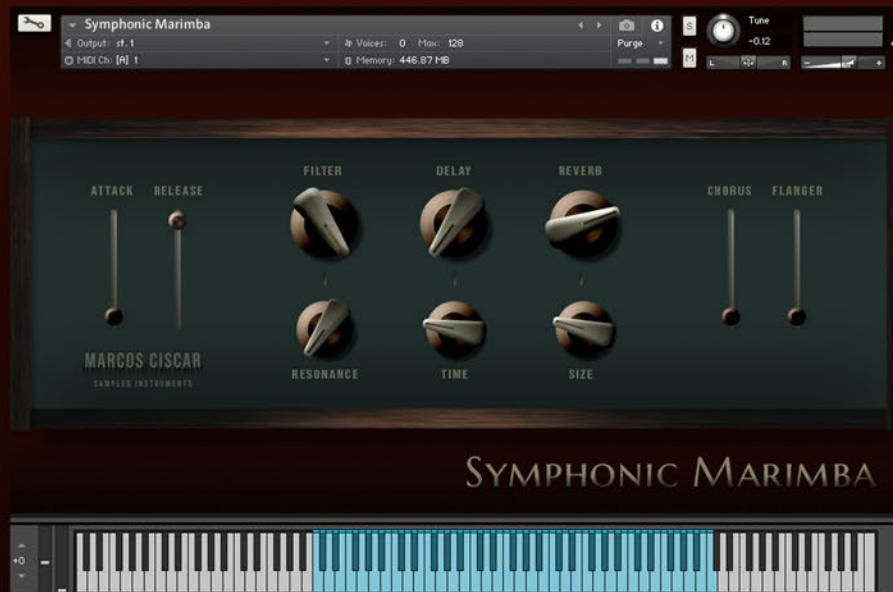 Symphonic Marimba
Output: st. 1
Voices: 0 Max: 128
Purge
MIDI Ch: [A] 1
Memory: 446.87 MB
S
M
Tune
-0.12
L R
- +
FILTER DELAY REVERB
ATTACK RELEASE
CHORUS FLANGER
MARCOS CISCAR
SAMPLED INSTRUMENTS
RESONANCE TIME SIZE
SYMPHONIC MARIMBA
+0